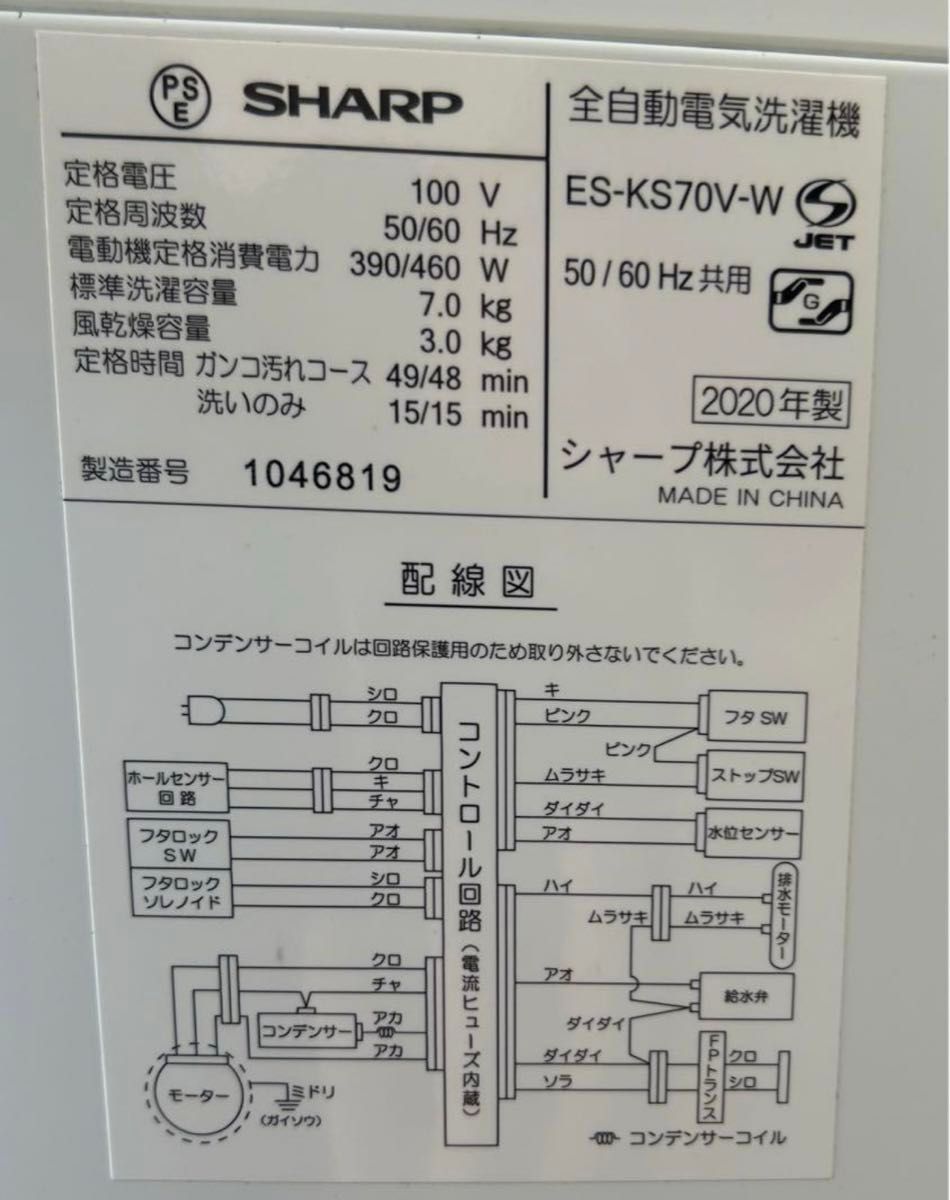 PSE SHARP
定格電圧 100 V
定格周波数 50/60 Hz
電動機定格消費電力 390/460 W
標準洗濯容量 7.0 kg
風乾燥容量 3.0 kg
定格時間 ガンコ汚れコース 49/48 min
洗いのみ 15/15 min
製造番号 1046819
全自動電気洗濯機
ES-KS70V-W
JET
50/60 Hz共用
G
2020年製
シャープ株式会社
MADE IN CHINA
配線図
コンデンサーコイルは回路保護用のため取り外さないでください。
シロ
クロ
ホールセンサー
回路
クロ
キ
チャ
フタロック
SW
アオ
アオ
フタロック
ソレノイド
シロ
クロ
クロ
チャ
コンデンサー
アカ
アカ
モーター
ミドリ
(ガイソウ)
コントロール回路(電流ヒューズ内蔵)
キ
ピンク
フタSW
ピンク
ムラサキ
ストップSW
ダイダイ
アオ
水位センサー
ハイ
ハイ
ムラサキ
ムラサキ
排水モーター
アオ
給水弁
ダイダイ
ダイダイ
ソラ
FPトランス
クロ
シロ
コンデンサーコイル